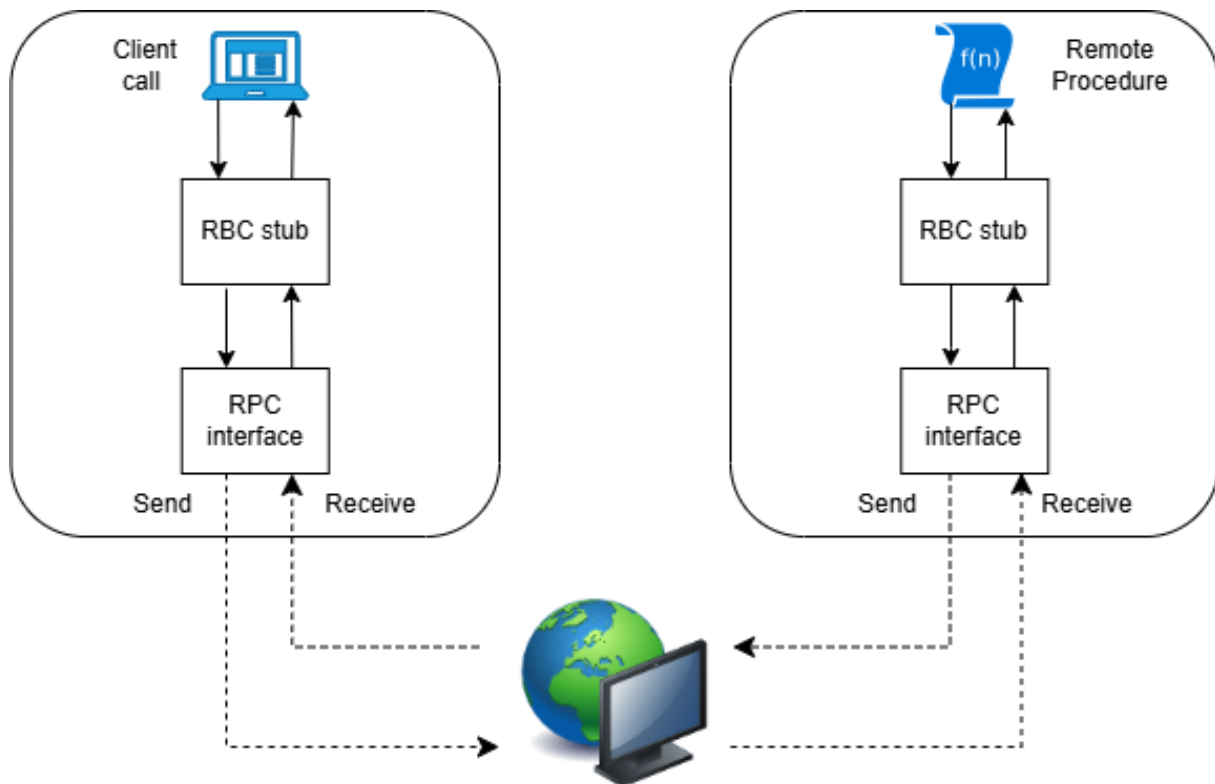 Client
call
RBC stub
RPC
interface
Send
Receive
f(n)
Remote
Procedure
RBC stub
RPC
interface
Send
Receive